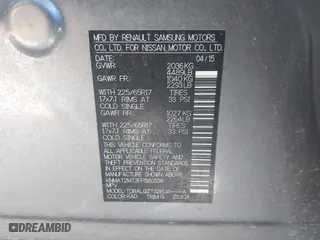 MFD BY RENAULT SAMSUNG MOTORS
CO., LTD. FOR NISSAN MOTOR CO., LTD.
DATE: 04/15
GVWR: 2036KG
4489LB
GAWR FR: 1040KG
2293LB
WITH 225/65R17 TIRES
17x7J RIMS AT 33 PSI
COLD SINGLE
GAWR RR: 1027KG
2264LB
WITH 225/65R17 TIRES
17x7J RIMS AT 33 PSI
COLD SINGLE
THIS VEHICLE CONFORMS TO ALL
APPLICABLE FEDERAL MOTOR
VEHICLE SAFETY AND
THEFT PREVENTION STANDARDS
IN EFFECT ON THE DATE OF
MANUFACTURE SHOWN ABOVE.
MPV
MODEL:
COLOR: KAD TRIM: G